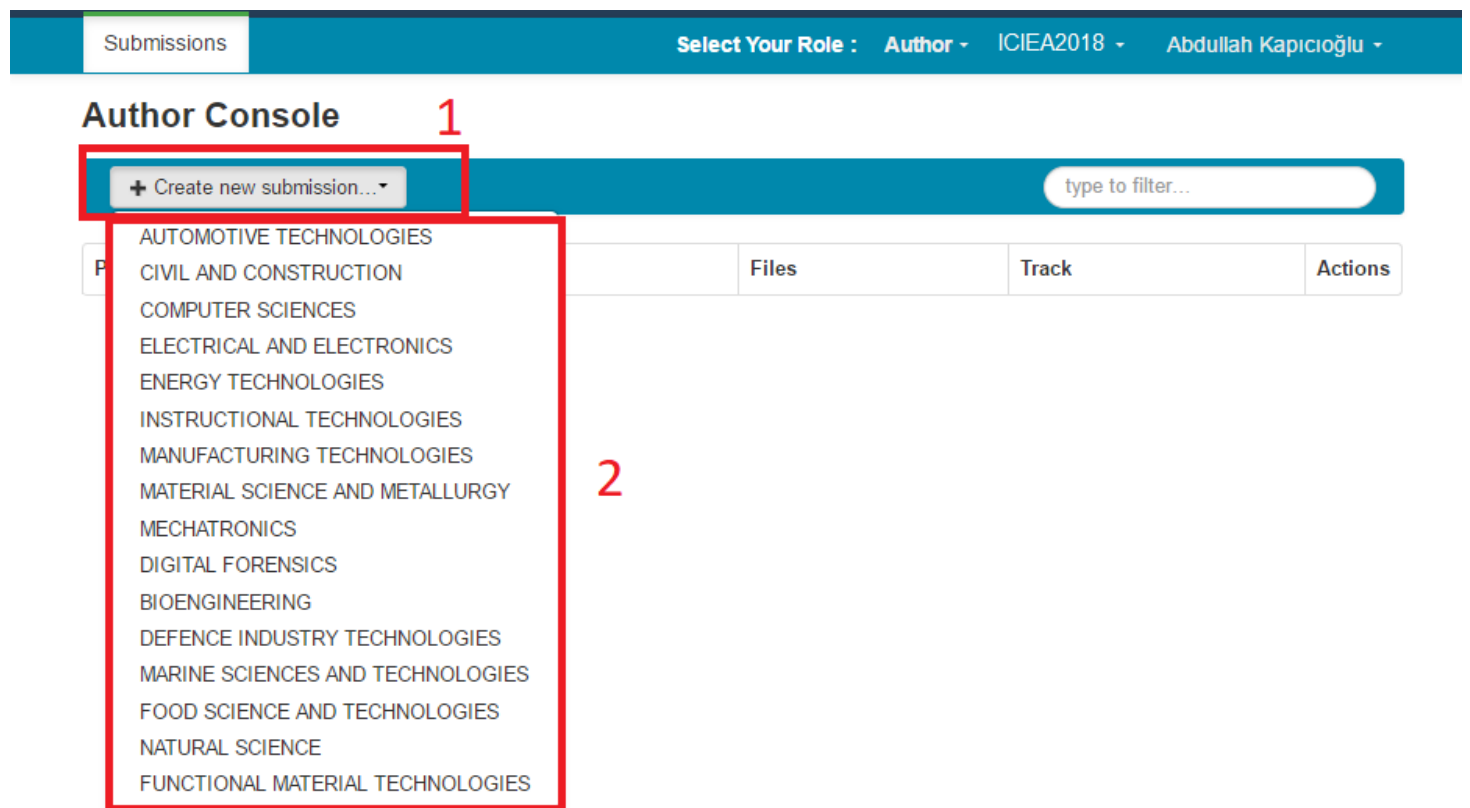 Submissions Select Your Role : Author ICIEA2018 Abdullah Kapıcıoğlu
Author Console 1
+ Create new submission... type to filter...
AUTOMOTIVE TECHNOLOGIES
P Files Track Actions
CIVIL AND CONSTRUCTION
COMPUTER SCIENCES
ELECTRICAL AND ELECTRONICS
ENERGY TECHNOLOGIES
INSTRUCTIONAL TECHNOLOGIES
MANUFACTURING TECHNOLOGIES
2
MATERIAL SCIENCE AND METALLURGY
MECHATRONICS
DIGITAL FORENSICS
BIOENGINEERING
DEFENCE INDUSTRY TECHNOLOGIES
MARINE SCIENCES AND TECHNOLOGIES
FOOD SCIENCE AND TECHNOLOGIES
NATURAL SCIENCE
FUNCTIONAL MATERIAL TECHNOLOGIES